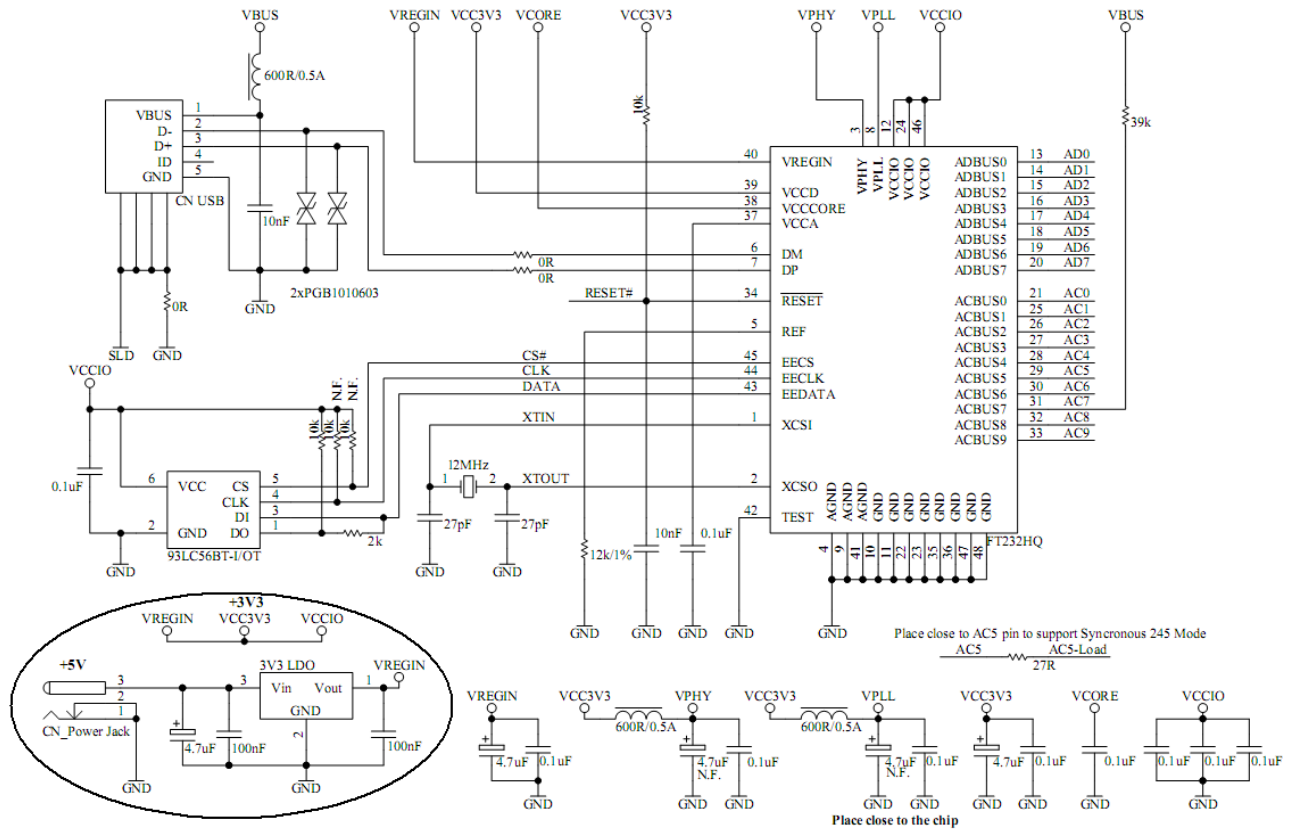 VBUS VREGIN VCC3V3 VCORE VCC3V3 VPHY VPLL VCCIO VBUS
600R/0.5A
10k
39k
VBUS 1
D- 2
D+ 3
ID 4
GND 5
CN USB
10nF
2xPGB1010603
GND
0R
SLD GND
0R
0R
RESET#
3 8 12 24 46
VPHY VPLL VCCIO VCCIO VCCIO
40 VREGIN
39 VCCD
38 VCCCORE
37 VCCA
6 DM
7 DP
34 RESET
5 REF
CS# 45 EECS
CLK 44 EECLK
DATA 43 EEDATA
XTIN 1 XCSI
XTOUT 2 XCSO
42 TEST
ADBUS0 13 AD0
ADBUS1 14 AD1
ADBUS2 15 AD2
ADBUS3 16 AD3
ADBUS4 17 AD4
ADBUS5 18 AD5
ADBUS6 19 AD6
ADBUS7 20 AD7
ACBUS0 21 AC0
ACBUS1 25 AC1
ACBUS2 26 AC2
ACBUS3 27 AC3
ACBUS4 28 AC4
ACBUS5 29 AC5
ACBUS6 30 AC6
ACBUS7 31 AC7
ACBUS8 32 AC8
ACBUS9 33 AC9
AGND AGND AGND GND GND GND GND GND GND GND GND
4 9 41 10 11 22 23 35 36 47 48
FT232HQ
GND
VCCIO
N.F. N.F.
10k 10k 10k
0.1uF
6 VCC CS 5
CLK 4
DI 3
2 GND DO 1
93LC56BT-I/OT
2k
GND
12MHz
1 2
27pF 27pF
GND GND
12k/1%
10nF 0.1uF
GND GND GND GND
+3V3
VREGIN VCC3V3 VCCIO
+5V
3
2
1
CN_Power Jack
3V3 LDO
3 Vin Vout 1
GND
2
VREGIN
+
4.7uF 100nF 100nF
GND GND
Place close to AC5 pin to support Syncronous 245 Mode
AC5 AC5-Load
27R
VREGIN VCC3V3 VPHY VCC3V3 VPLL VCC3V3 VCORE VCCIO
600R/0.5A 600R/0.5A
+ + + +
4.7uF 0.1uF
4.7uF 0.1uF
N.F.
4.7uF 0.1uF
N.F.
4.7uF 0.1uF
0.1uF
0.1uF 0.1uF 0.1uF
GND GND GND GND GND GND GND GND GND
Place close to the chip